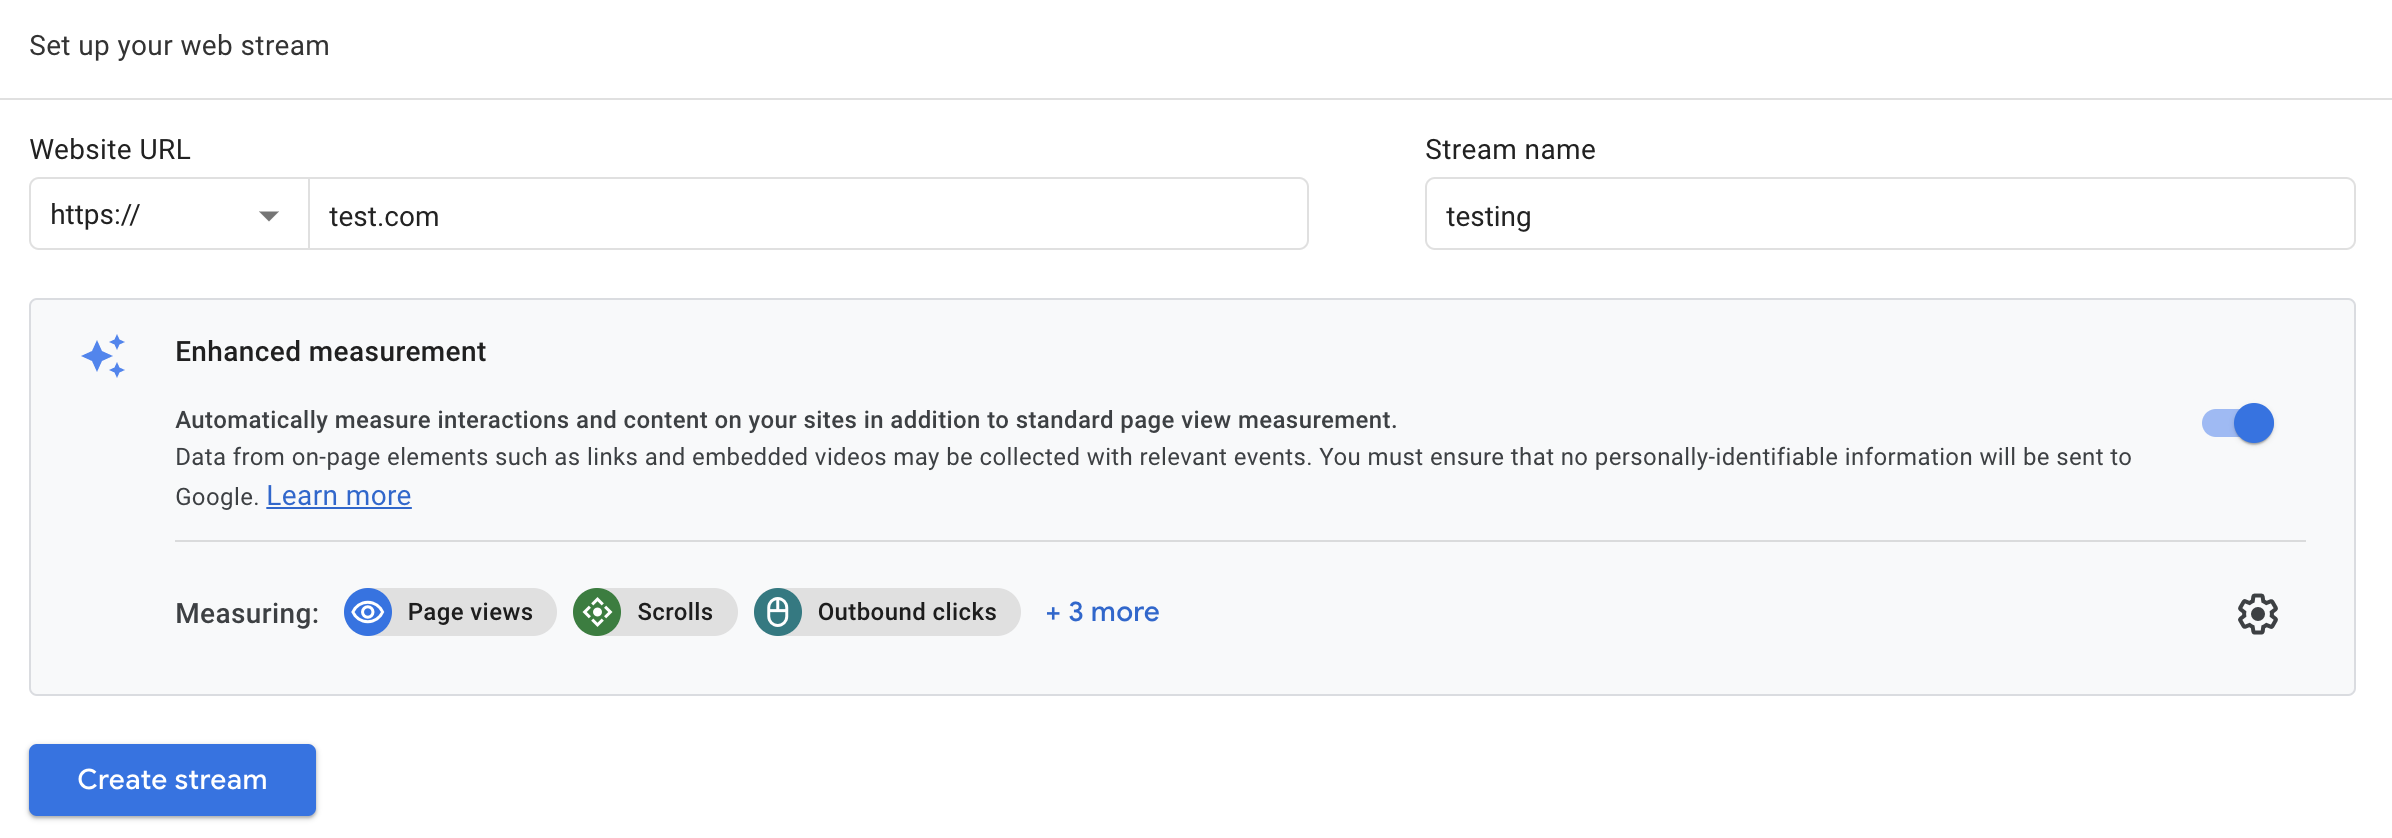 Set up your web stream
Website URL
Stream name
https://
test.com
testing
Enhanced measurement
Automatically measure interactions and content on your sites in addition to standard page view measurement.
Data from on-page elements such as links and embedded videos may be collected with relevant events. You must ensure that no personally-identifiable information will be sent to
Google. Learn more
Measuring: Page views Scrolls Outbound clicks + 3 more
Create stream